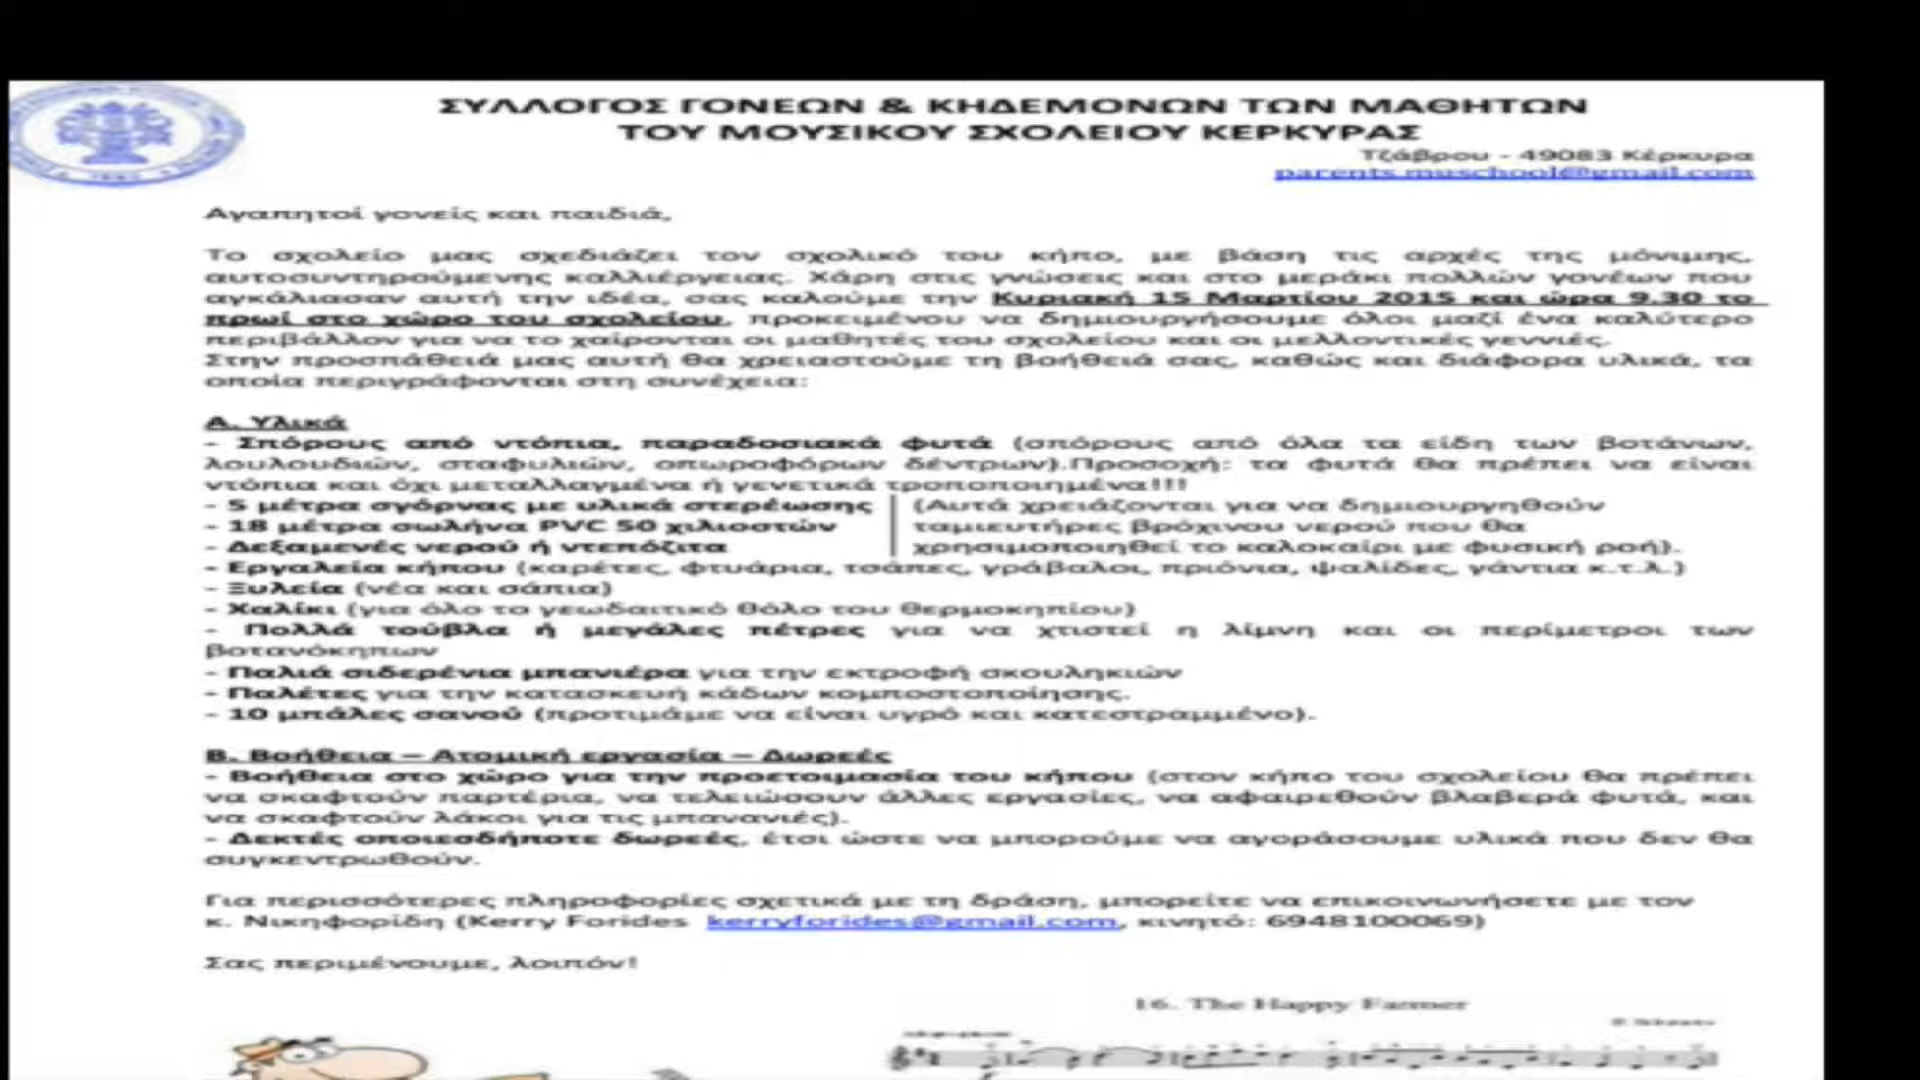 ΣΥΛΛΟΓΟΣ ΓΟΝΕΩΝ & ΚΗΔΕΜΟΝΩΝ ΤΩΝ ΜΑΘΗΤΩΝ
ΤΟΥ ΜΟΥΣΙΚΟΥ ΣΧΟΛΕΙΟΥ ΚΕΡΚΥΡΑΣ
Τζάβρου - 49083 Κέρκυρα
parents.muschool@gmail.com
Αγαπητοί γονείς και παιδιά,
Το σχολείο μας σχεδιάζει τον σχολικό του κήπο, με βάση τις αρχές της μόνιμης,
αυτοσυντηρούμενης καλλιέργειας. Χάρη στις γνώσεις και στο μεράκι πολλών γονέων που
αγκάλιασαν αυτή την ιδέα, σας καλούμε την Κυριακή 15 Μαρτίου 2015 και ώρα 9.30 το
πρωί στο χώρο του σχολείου, προκειμένου να δημιουργήσουμε όλοι μαζί ένα καλύτερο
περιβάλλον για να το χαίρονται οι μαθητές του σχολείου και οι μελλοντικές γεννιές.
Στην προσπάθειά μας αυτή θα χρειαστούμε τη βοήθειά σας, καθώς και διάφορα υλικά, τα
οποία περιγράφονται στη συνέχεια:
Α. Υλικά
- Σπόρους από ντόπια, παραδοσιακά φυτά (σπόρους από όλα τα είδη των βοτάνων,
λουλουδιών, σταφυλιών, οπωροφόρων δέντρων).Προσοχή: τα φυτά θα πρέπει να είναι
ντόπια και όχι μεταλλαγμένα ή γενετικά τροποποιημένα!!!
- 5 μέτρα σγόρνας με υλικά στερέωσης (Αυτά χρειάζονται για να δημιουργηθούν
- 18 μέτρα σωλήνα PVC 50 χιλιοστών ταμιευτήρες βρόχινου νερού που θα
- Δεξαμενές νερού ή ντεπόζιτα χρησιμοποιηθεί το καλοκαίρι με φυσική ροή).
- Εργαλεία κήπου (καρέτες, φτυάρια, τσάπες, γράβαλοι, πριόνια, ψαλίδες, γάντια κ.τ.λ.)
- Ξυλεία (νέα και σάπια)
- Χαλίκι (για όλο το γεωδαιτικό θόλο του θερμοκηπίου)
- Πολλά τούβλα ή μεγάλες πέτρες για να χτιστεί η λίμνη και οι περίμετροι των
βοτανόκηπων
- Παλιά σιδερένια μπανιέρα για την εκτροφή σκουληκιών
- Παλέτες για την κατασκευή κάδων κομποστοποίησης.
- 10 μπάλες σανού (προτιμάμε να είναι υγρό και κατεστραμμένο).
Β. Βοήθεια – Ατομική εργασία – Δωρεές
- Βοήθεια στο χώρο για την προετοιμασία του κήπου (στον κήπο του σχολείου θα πρέπει
να σκαφτούν παρτέρια, να τελειώσουν άλλες εργασίες, να αφαιρεθούν βλαβερά φυτά, και
να σκαφτούν λάκοι για τις μπανανιές).
- Δεκτές οποιεσδήποτε δωρεές, έτσι ώστε να μπορούμε να αγοράσουμε υλικά που δεν θα
συγκεντρωθούν.
Για περισσότερες πληροφορίες σχετικά με τη δράση, μπορείτε να επικοινωνήσετε με τον
κ. Νικηφορίδη (Kerry Forides kerryforides@gmail.com, κινητό: 6948100069)
Σας περιμένουμε, λοιπόν!
16. The Happy Farmer